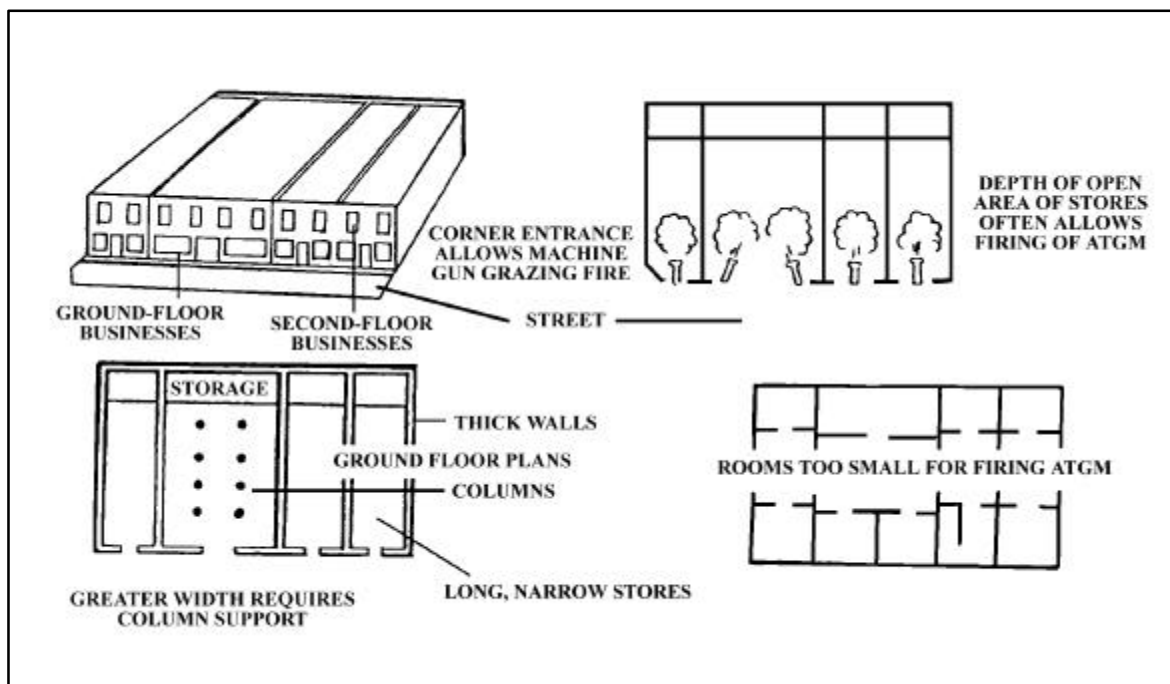 CORNER ENTRANCE
ALLOWS MACHINE
GUN GRAZING FIRE
DEPTH OF OPEN
AREA OF STORES
OFTEN ALLOWS
FIRING OF ATGM
GROUND-FLOOR
BUSINESSES
SECOND-FLOOR
BUSINESSES
STREET
STORAGE
THICK WALLS
GROUND FLOOR PLANS
COLUMNS
LONG, NARROW STORES
GREATER WIDTH REQUIRES
COLUMN SUPPORT
ROOMS TOO SMALL FOR FIRING ATGM